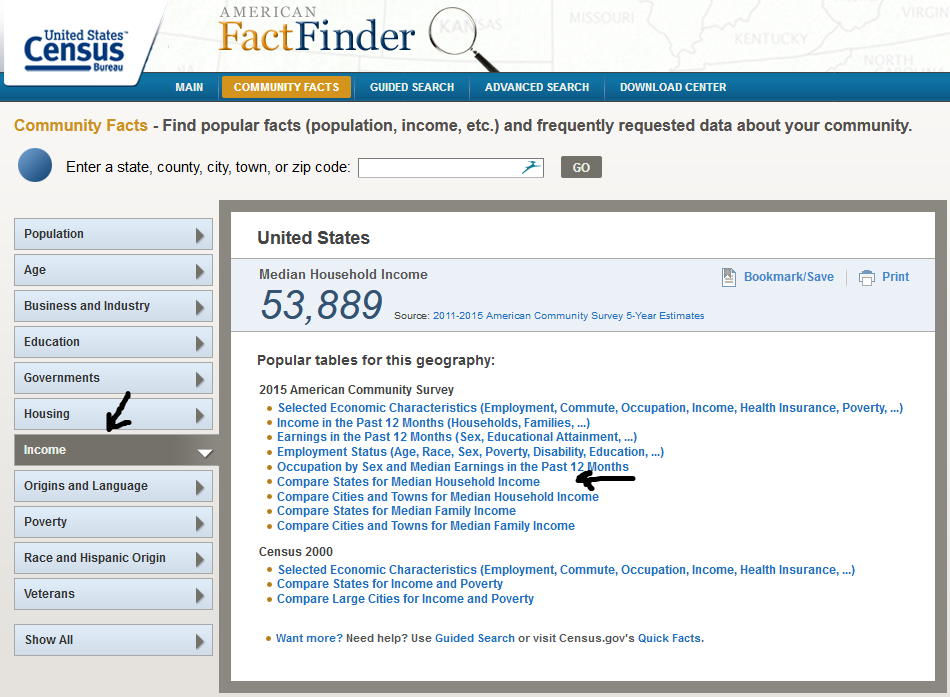 United States™
Census
Bureau
AMERICAN
FactFinder
KANSAS
MISSOURI
KENTUCKY
VIRGIN
NORTH
CAROLINA
MAIN
COMMUNITY FACTS
GUIDED SEARCH
ADVANCED SEARCH
DOWNLOAD CENTER
Community Facts - Find popular facts (population, income, etc.) and frequently requested data about your community.
Enter a state, county, city, town, or zip code:
GO
Population
Age
Business and Industry
Education
Governments
Housing
Income
Origins and Language
Poverty
Race and Hispanic Origin
Veterans
Show All
United States
Median Household Income
53,889
Source: 2011-2015 American Community Survey 5-Year Estimates
Bookmark/Save
Print
Popular tables for this geography:
2015 American Community Survey
Selected Economic Characteristics (Employment, Commute, Occupation, Income, Health Insurance, Poverty, ...)
Income in the Past 12 Months (Households, Families, ...)
Earnings in the Past 12 Months (Sex, Educational Attainment, ...)
Employment Status (Age, Race, Sex, Poverty, Disability, Education, ...)
Occupation by Sex and Median Earnings in the Past 12 Months
Compare States for Median Household Income
Compare Cities and Towns for Median Household Income
Compare States for Median Family Income
Compare Cities and Towns for Median Family Income
Census 2000
Selected Economic Characteristics (Employment, Commute, Occupation, Income, Health Insurance, ...)
Compare States for Income and Poverty
Compare Large Cities for Income and Poverty
Want more? Need help? Use Guided Search or visit Census.gov's Quick Facts.